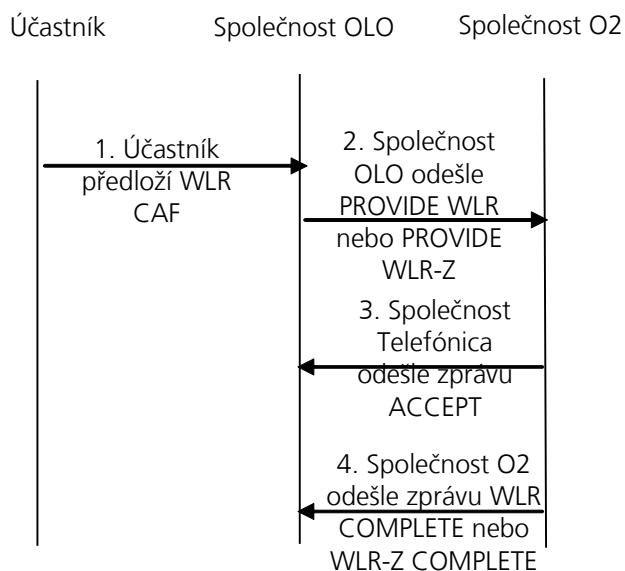 Účastník
Společnost OLO
Společnost O2
1. Účastník
předloží WLR
CAF
2. Společnost
OLO odešle
PROVIDE WLR
nebo PROVIDE
WLR-Z
3. Společnost
Telefónica
odešle zprávu
ACCEPT
4. Společnost O2
odešle zprávu WLR
COMPLETE nebo
WLR-Z COMPLETE